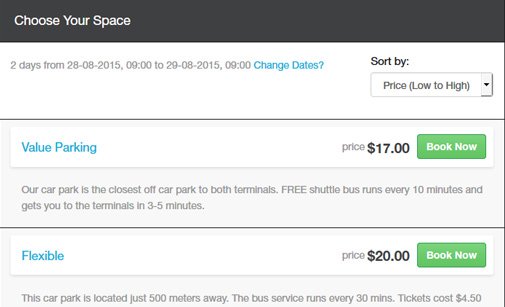 Choose Your Space
2 days from 28-08-2015, 09:00 to 29-08-2015, 09:00 Change Dates?
Sort by:
Price (Low to High)
Value Parking price $17.00 Book Now
Our car park is the closest off car park to both terminals. FREE shuttle bus runs every 10 minutes and
gets you to the terminals in 3-5 minutes.
Flexible price $20.00 Book Now
This car park is located just 500 meters away. The bus service runs every 30 mins. Tickets cost $4.50